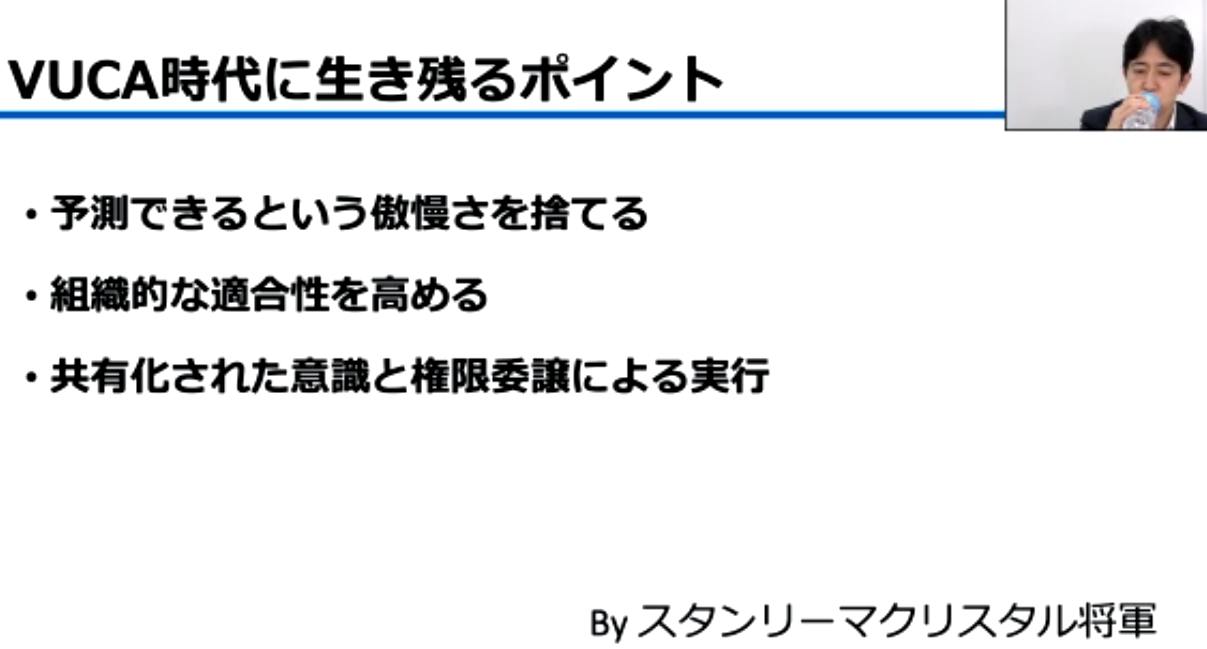 VUCA時代に生き残るポイント
・予測できるという傲慢さを捨てる
・組織的な適合性を高める
・共有化された意識と権限委譲による実行
By スタンリーマクリスタル将軍